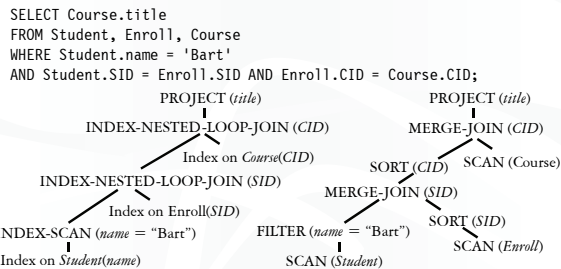 SELECT Course.title
FROM Student, Enroll, Course
WHERE Student.name = 'Bart'
AND Student.SID = Enroll.SID AND Enroll.CID = Course.CID;
PROJECT (title)
INDEX-NESTED-LOOP-JOIN (CID)
Index on Course(CID)
INDEX-NESTED-LOOP-JOIN (SID)
Index on Enroll(SID)
NDEX-SCAN (name = “Bart”)
Index on Student(name)
PROJECT (title)
MERGE-JOIN (CID)
SORT (CID)
SCAN (Course)
MERGE-JOIN (SID)
FILTER (name = “Bart”)
SORT (SID)
SCAN (Student)
SCAN (Enroll)